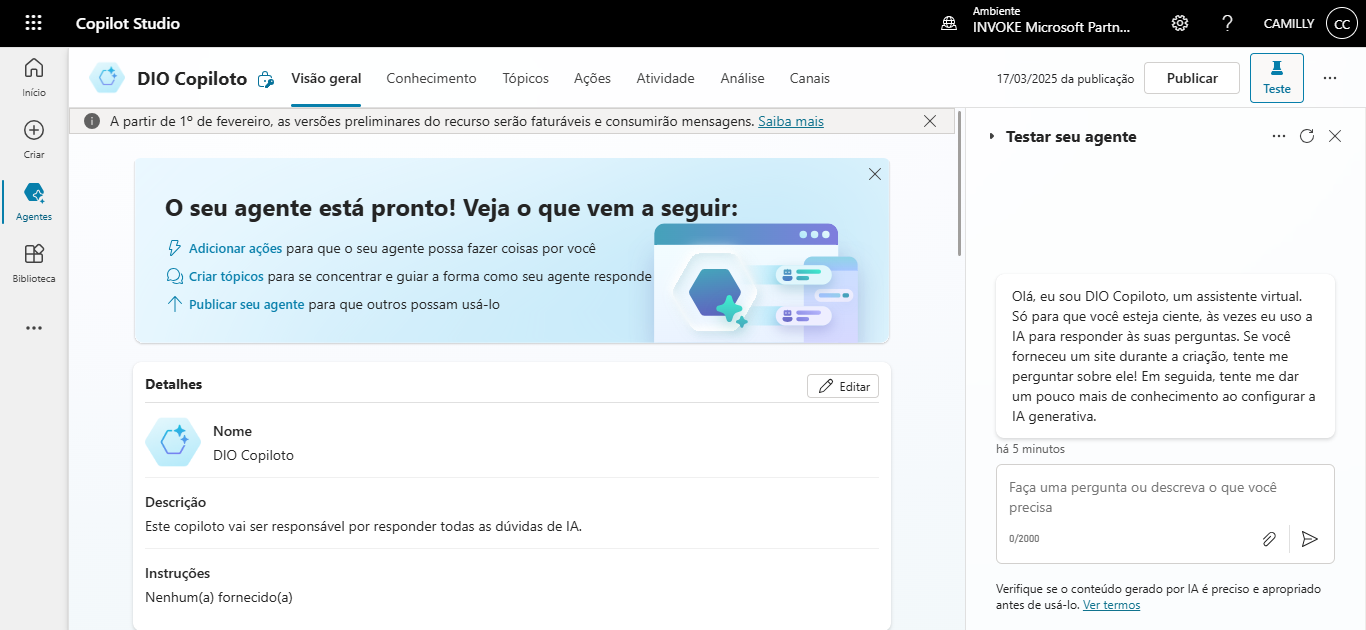 Copilot Studio
Ambiente
INVOKE Microsoft Partn...
CAMILLY
CC
Início
Criar
Agentes
Biblioteca
DIO Copiloto
Visão geral
Conhecimento
Tópicos
Ações
Atividade
Análise
Canais
17/03/2025 da publicação
Publicar
Teste
A partir de 1º de fevereiro, as versões preliminares do recurso serão faturáveis e consumirão mensagens. Saiba mais
O seu agente está pronto! Veja o que vem a seguir:
Adicionar ações para que o seu agente possa fazer coisas por você
Criar tópicos para se concentrar e guiar a forma como seu agente responde
Publicar seu agente para que outros possam usá-lo
Detalhes
Editar
Nome
DIO Copiloto
Descrição
Este copiloto vai ser responsável por responder todas as dúvidas de IA.
Instruções
Nenhum(a) fornecido(a)
Testar seu agente
Olá, eu sou DIO Copiloto, um assistente virtual.
Só para que você esteja ciente, às vezes eu uso a
IA para responder às suas perguntas. Se você
forneceu um site durante a criação, tente me
perguntar sobre ele! Em seguida, tente me dar
um pouco mais de conhecimento ao configurar a
IA generativa.
há 5 minutos
Faça uma pergunta ou descreva o que você
precisa
0/2000
Verifique se o conteúdo gerado por IA é preciso e apropriado
antes de usá-lo. Ver termos